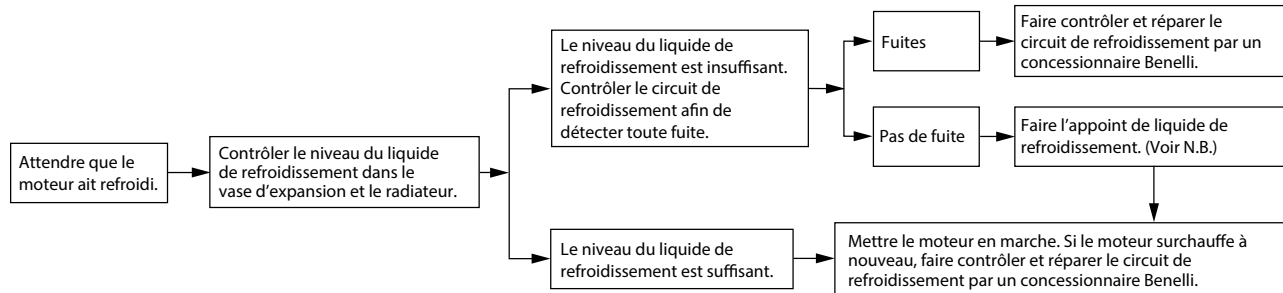 Attendre que le
moteur ait refroidi.
Contrôler le niveau du liquide
de refroidissement dans le
vase d’expansion et le radiateur.
Le niveau du liquide de
refroidissement est insuffisant.
Contrôler le circuit de
refroidissement afin de
détecter toute fuite.
Fuites
Faire contrôler et réparer le
circuit de refroidissement par un
concessionnaire Benelli.
Pas de fuite
Faire l’appoint de liquide de
refroidissement. (Voir N.B.)
Le niveau du liquide de
refroidissement est suffisant.
Mettre le moteur en marche. Si le moteur surchauffe à
nouveau, faire contrôler et réparer le circuit de
refroidissement par un concessionnaire Benelli.